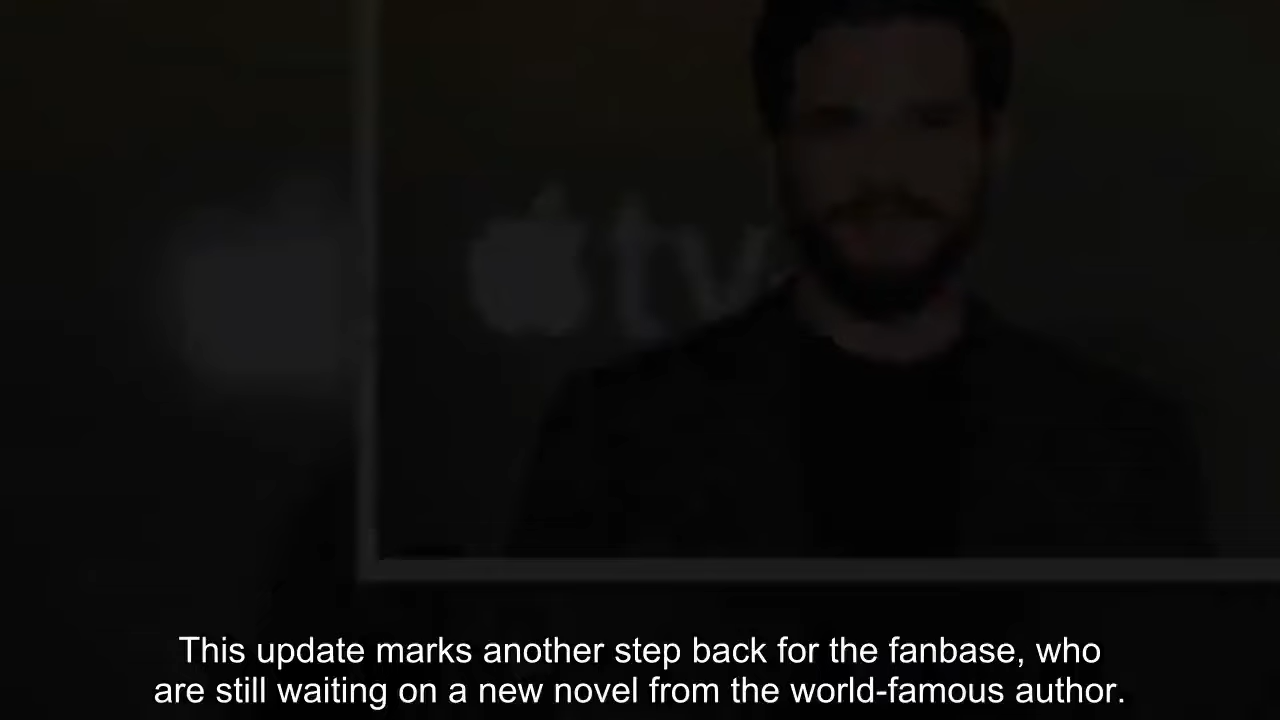 tv
This update marks another step back for the fanbase, who
are still waiting on a new novel from the world-famous author.